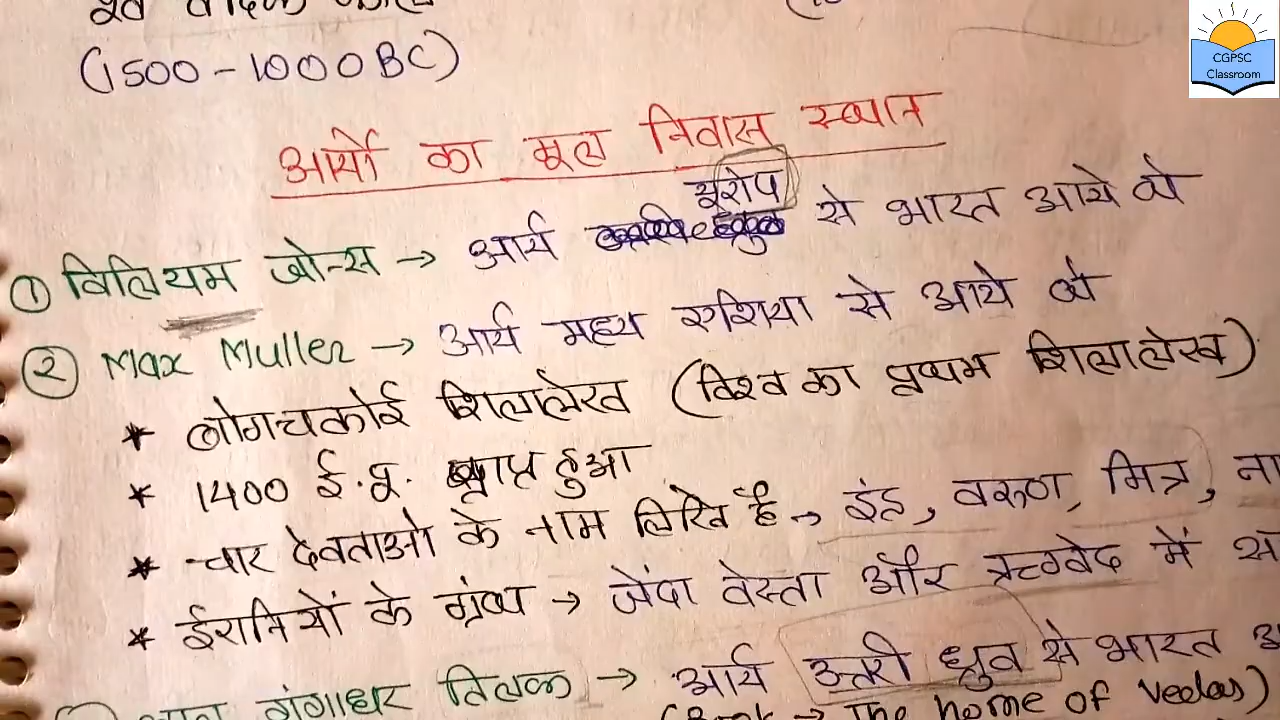 (1500-1000BC)
CGPSC
Classroom
आर्यो का मूल निवास स्थान
यूरोप
① विलियम जोन्स → आर्य से भारत आये थे
② Max Muller → आर्य मध्य एशिया से आये थे
* बोगचकोई शिलालेख (विश्व का प्रथम शिलालेख)
* 1400 ई.पू. प्राप्त हुआ
* चार देवताओ के नाम लिखे है → इंद्र, वरुण, मित्र, ना
* ईरानियों के ग्रंथ → जेंदा वेस्ता और ऋग्वेद में स
गंगाधर तिलक → आर्य उत्तरी ध्रुव से भारत
The home of Vedas)